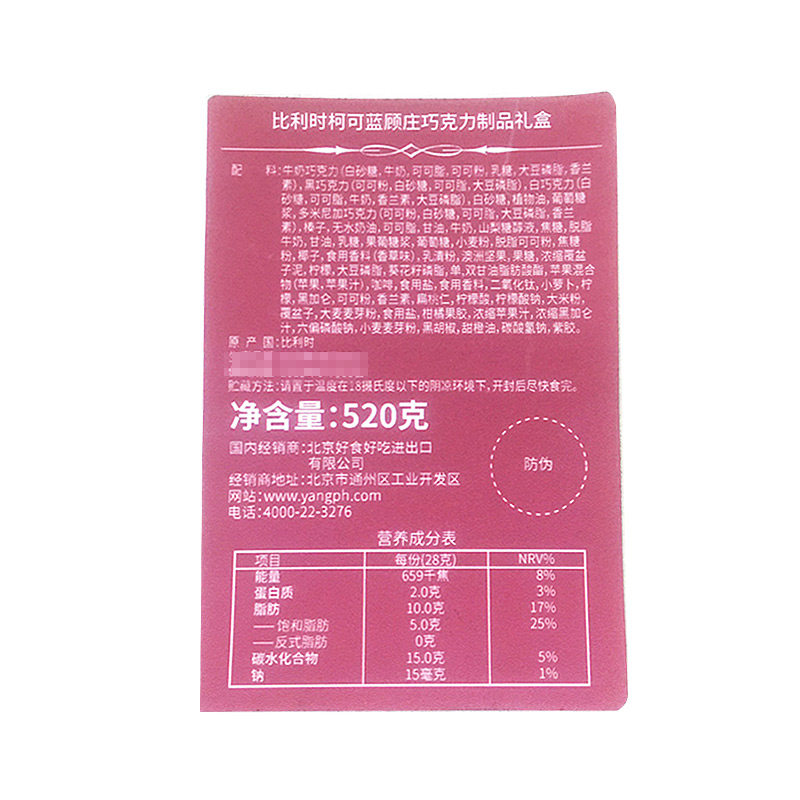 比利时柯可蓝顾庄巧克力制品礼盒
配 料:牛奶巧克力(白砂糖,牛奶,可可脂,可可粉,乳糖,大豆磷脂,香兰
素),黑巧克力(可可粉,白砂糖,可可脂,大豆磷脂),白巧克力(白
砂糖,可可脂,牛奶,香兰素,大豆磷脂),白砂糖,植物油,葡萄糖
浆,多米尼加巧克力(可可粉,白砂糖,可可脂,大豆磷脂,香兰
素),榛子,无水奶油,可可脂,甘油,牛奶,山梨糖醇液,焦糖,脱脂
牛奶,甘油,乳糖,果葡糖浆,葡萄糖,小麦粉,脱脂可可粉,焦糖
粉,椰子,食用香料(香草味),乳清粉,澳洲坚果,果糖,浓缩覆盆
子泥,柠檬,大豆磷脂,葵花籽磷脂,单,双甘油脂肪酸酯,苹果混合
物(苹果,苹果汁),咖啡,食用盐,食用香料,二氧化钛,小萝卜,柠
檬,黑加仑,可可粉,香兰素,扁桃仁,柠檬酸,柠檬酸钠,大米粉,
覆盆子,大麦麦芽粉,食用盐,柑橘果胶,浓缩苹果汁,浓缩黑加仑
汁,六偏磷酸钠,小麦麦芽粉,黑胡椒,甜橙油,碳酸氢钠,紫胶。
原 产 国:比利时
贮藏方法:请置于温度在18摄氏度以下的阴凉环境下,开封后尽快食完。
净含量:520克
国内经销商:北京好食好吃进出口
有限公司
经销商地址:北京市通州区工业开发区
网站:www.yangph.com
电话:4000-22-3276
防伪
营养成分表
项目 每份(28克) NRV%
能量 659千焦 8%
蛋白质 2.0克 3%
脂肪 10.0克 17%
——饱和脂肪 5.0克 25%
——反式脂肪 0克
碳水化合物 15.0克 5%
钠 15毫克 1%